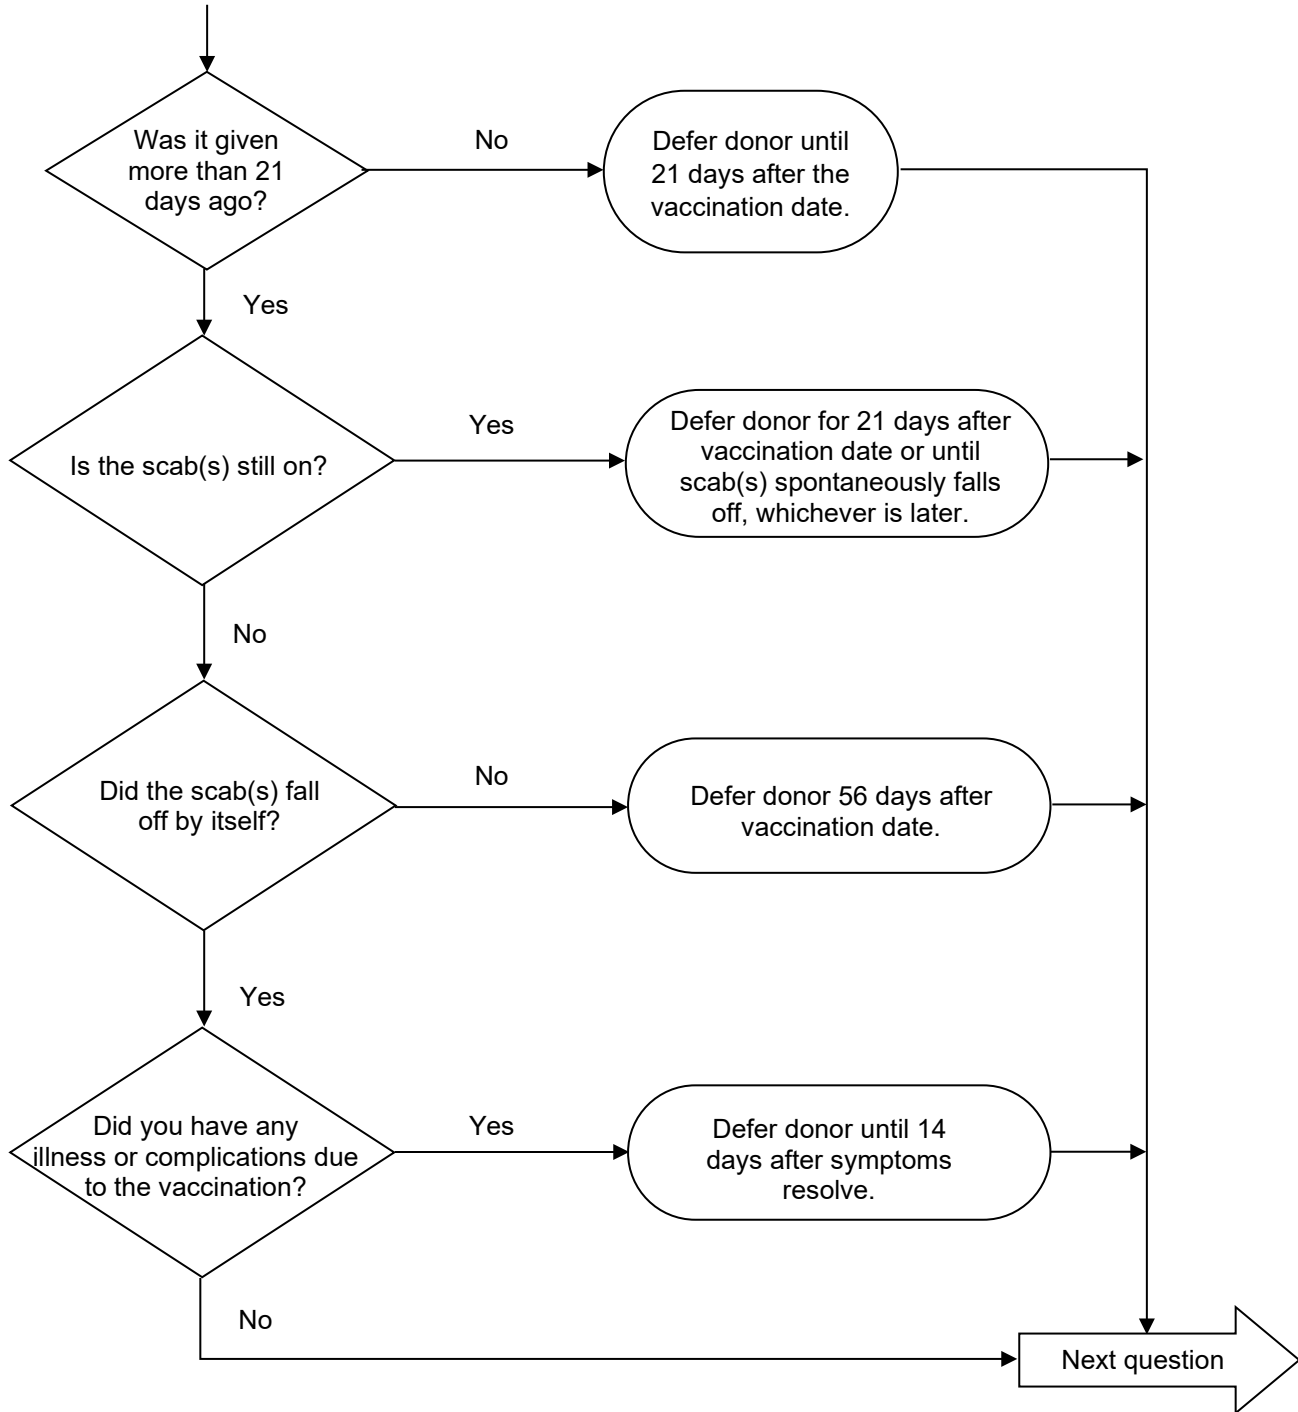 Was it given
more than 21
days ago?
No
Defer donor until
21 days after the
vaccination date.
Yes
Is the scab(s) still on?
Yes
Defer donor for 21 days after
vaccination date or until
scab(s) spontaneously falls
off, whichever is later.
No
Did the scab(s) fall
off by itself?
No
Defer donor 56 days after
vaccination date.
Yes
Did you have any
illness or complications due
to the vaccination?
Yes
Defer donor until 14
days after symptoms
resolve.
No
Next question